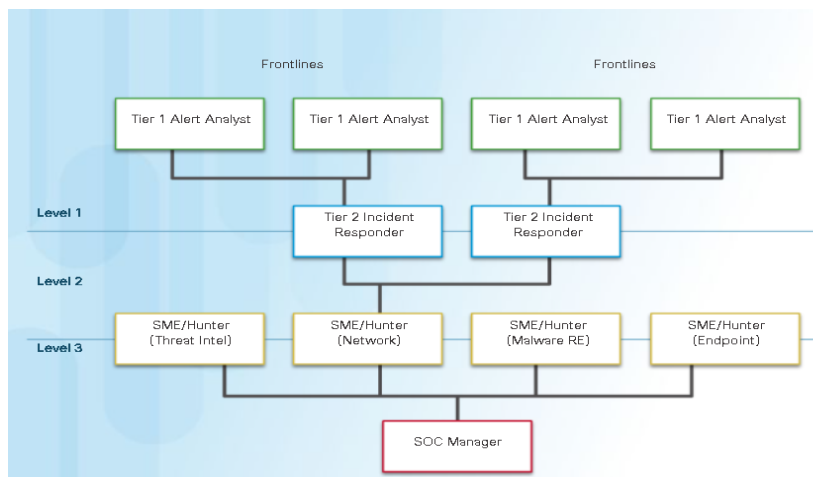 Frontlines
Frontlines
Tier 1 Alert Analyst
Tier 1 Alert Analyst
Tier 1 Alert Analyst
Tier 1 Alert Analyst
Level 1
Tier 2 Incident
Responder
Tier 2 Incident
Responder
Level 2
SME/Hunter
(Threat Intel)
SME/Hunter
(Network)
SME/Hunter
(Malware RE)
SME/Hunter
(Endpoint)
Level 3
SOC Manager